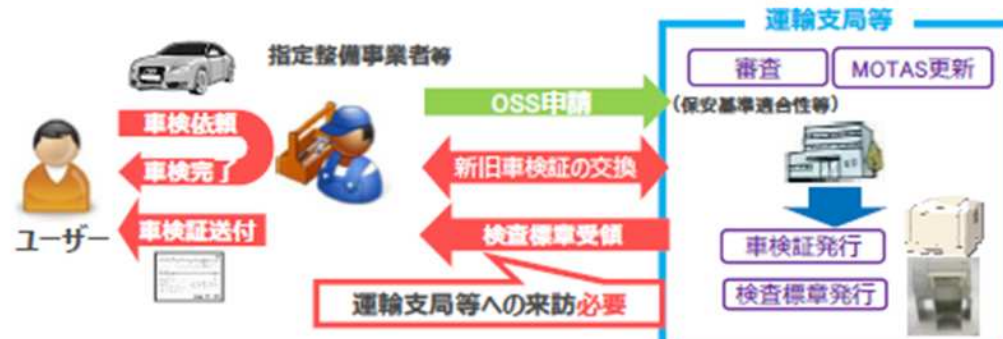 運輸支局等
指定整備事業者等
審査
MOTAS更新
OSS申請
(保安基準適合性等)
車検依頼
車検完了
新旧車検証の交換
ユーザー
車検証送付
検査標章受領
車検証発行
検査標章発行
運輸支局等への来訪必要